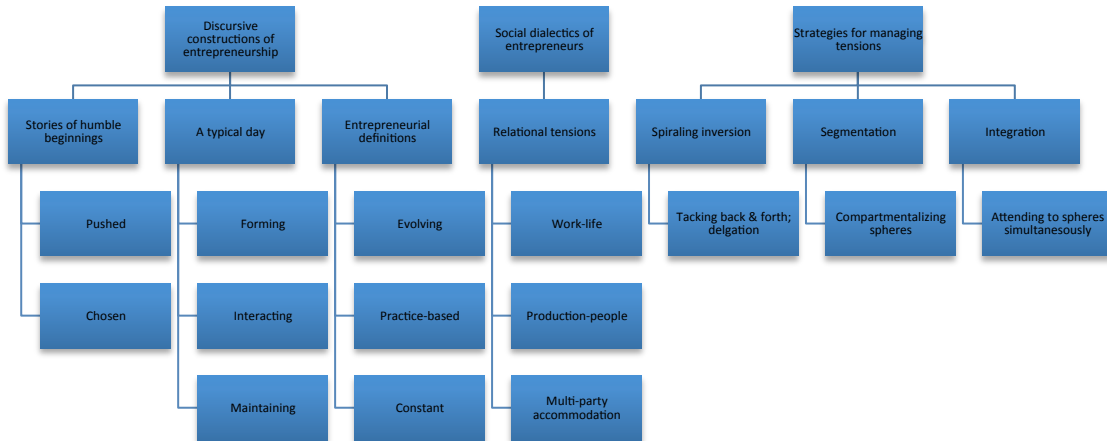 Discursive
constructions of
entrepreneurship
Social dialectics of
entrepreneurs
Strategies for managing
tensions
Stories of humble
beginnings
A typical day
Entrepreneurial
definitions
Relational tensions
Spiraling inversion
Segmentation
Integration
Pushed
Forming
Evolving
Work-life
Tacking back & forth;
delgation
Compartmentalizing
spheres
Attending to spheres
simultanesously
Chosen
Interacting
Practice-based
Production-people
Maintaining
Constant
Multi-party
accommodation